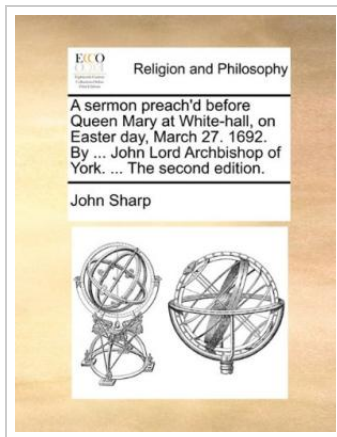 ECCO
Religion and Philosophy
A sermon preach'd before
Queen Mary at White-hall, on
Easter day, March 27. 1692.
By ... John Lord Archbishop of
York. ... The second edition.
John Sharp